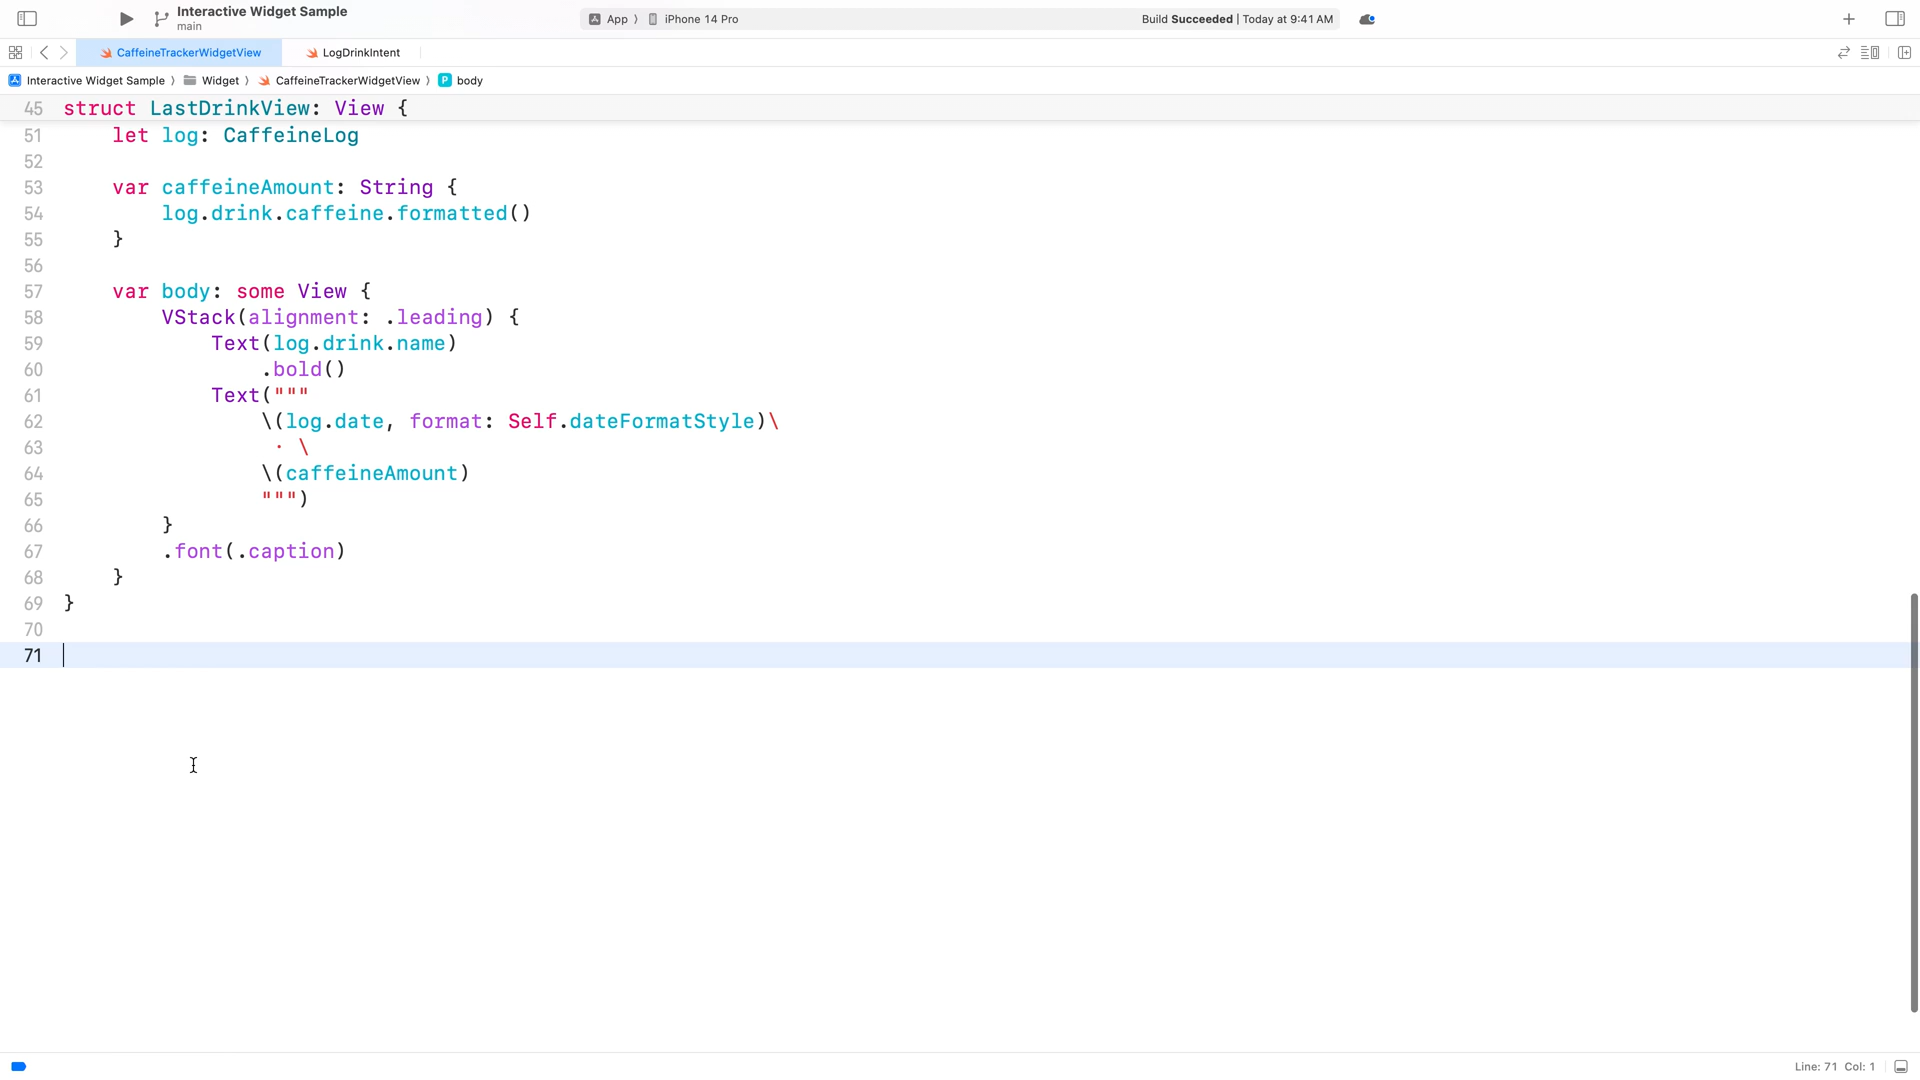 Interactive Widget Sample
main
App 〉 iPhone 14 Pro
Build Succeeded | Today at 9:41 AM
CaffeineTrackerWidgetView
LogDrinkIntent
Interactive Widget Sample 〉 Widget 〉 CaffeineTrackerWidgetView 〉 P body
45 struct LastDrinkView: View {
51     let log: CaffeineLog
52
53     var caffeineAmount: String {
54         log.drink.caffeine.formatted()
55     }
56
57     var body: some View {
58         VStack(alignment: .leading) {
59             Text(log.drink.name)
60                 .bold()
61             Text("""
62                 \(log.date, format: Self.dateFormatStyle)\
63                  · \
64                 \(caffeineAmount)
65                 """)
66         }
67         .font(.caption)
68     }
69 }
70
71
Line: 71 Col: 1